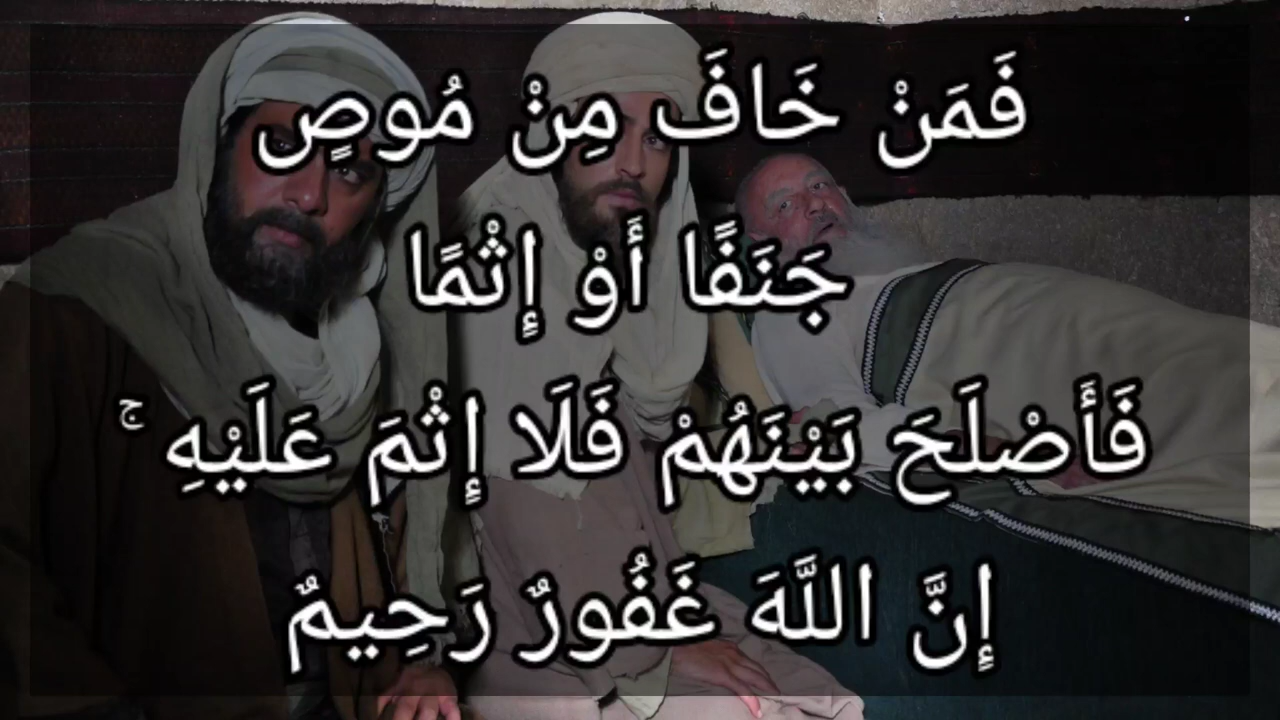 فَمَنْ خَافَ مِنْ مُوصٍ
جَنَفًا أَوْ إِثْمًا
فَأَصْلَحَ بَيْنَهُمْ فَلَا إِثْمَ عَلَيْهِ ۚ
إِنَّ اللَّهَ غَفُورٌ رَحِيمٌ